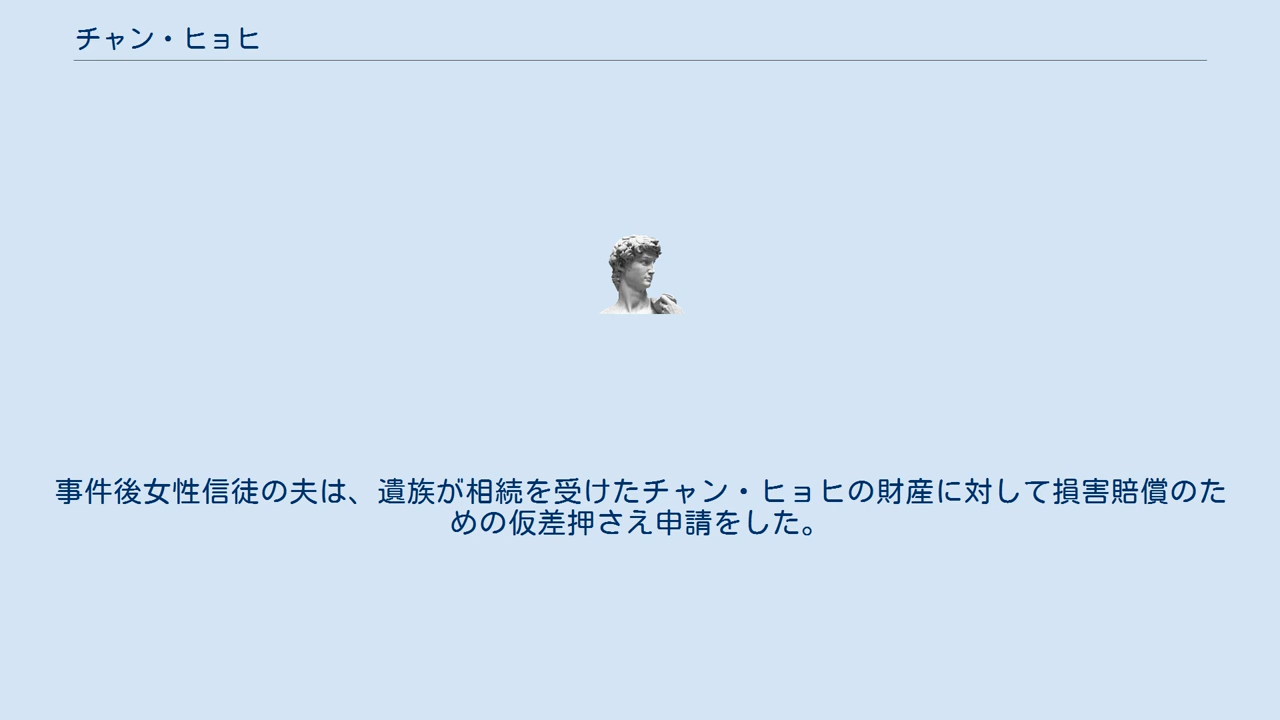 チャン・ヒョヒ
事件後女性信徒の夫は、遺族が相続を受けたチャン・ヒョヒの財産に対して損害賠償のた
めの仮差押さえ申請をした。